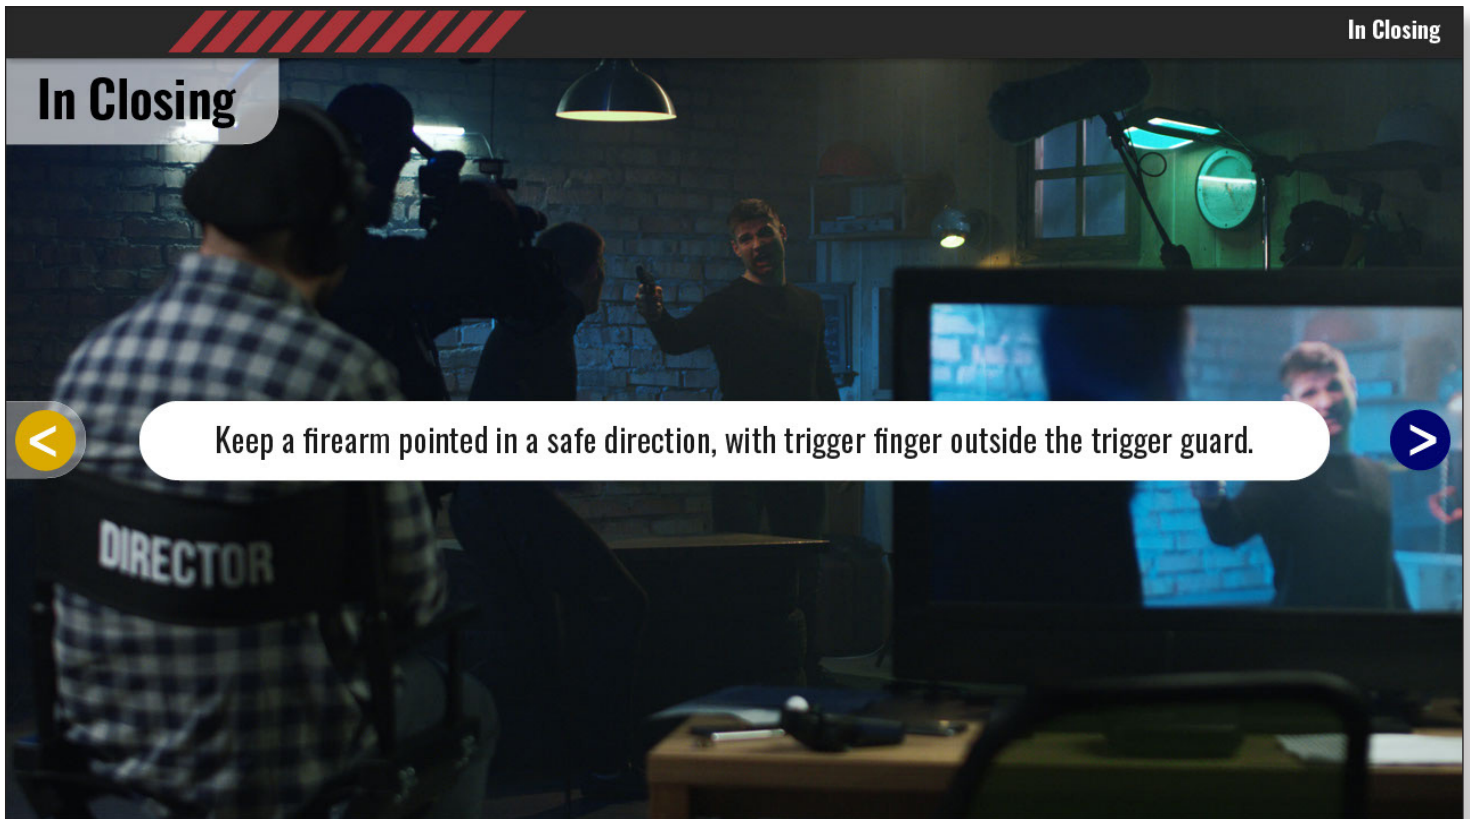 In Closing
In Closing
<
Keep a firearm pointed in a safe direction, with trigger finger outside the trigger guard.
>
DIRECTOR